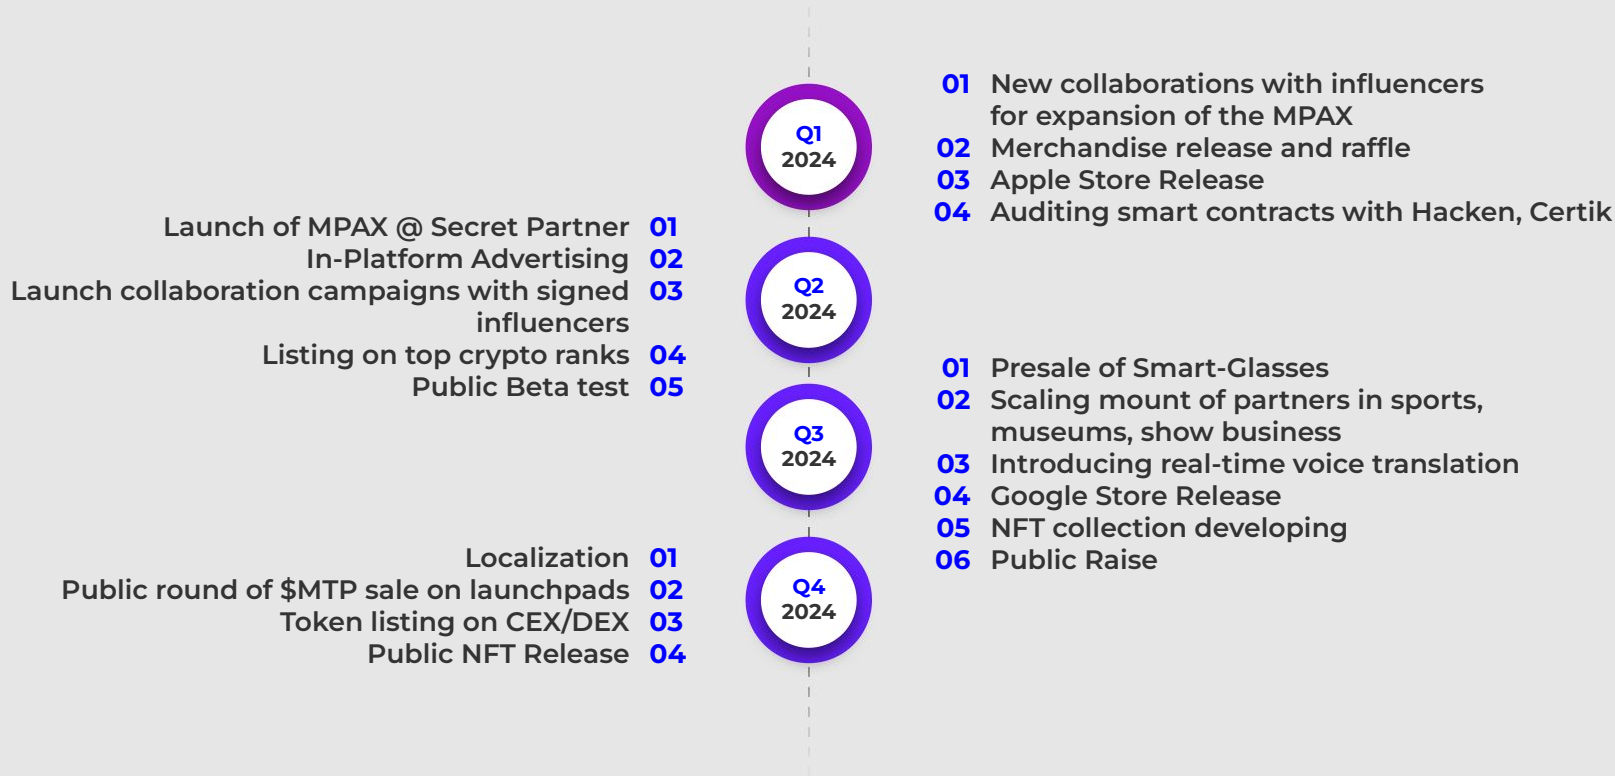 Q1
2024
01 New collaborations with influencers
for expansion of the MPAX
02 Merchandise release and raffle
03 Apple Store Release
04 Auditing smart contracts with Hacken, Certik
Q2
2024
Launch of MPAX @ Secret Partner 01
In-Platform Advertising 02
Launch collaboration campaigns with signed 03
influencers
Listing on top crypto ranks 04
Public Beta test 05
Q3
2024
01 Presale of Smart-Glasses
02 Scaling mount of partners in sports,
museums, show business
03 Introducing real-time voice translation
04 Google Store Release
05 NFT collection developing
06 Public Raise
Q4
2024
Localization 01
Public round of $MTP sale on launchpads 02
Token listing on CEX/DEX 03
Public NFT Release 04